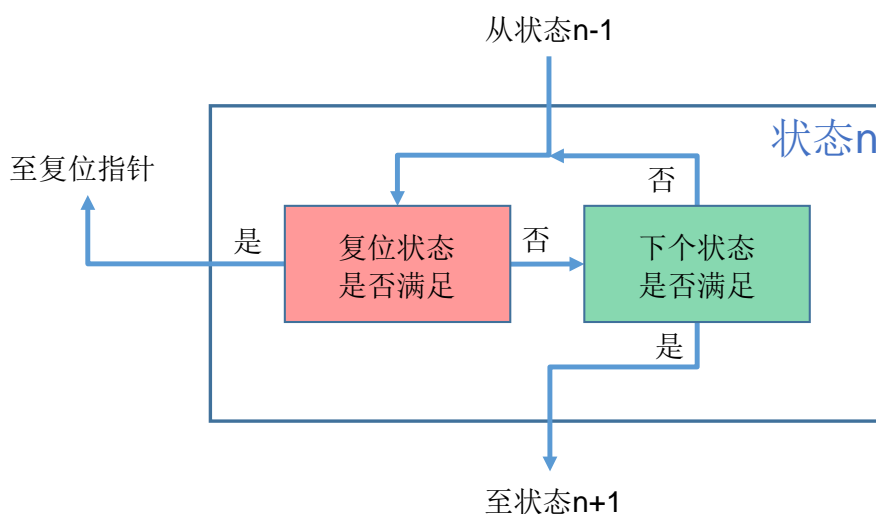 从状态n-1
状态n
至复位指针
否
是
复位状态
是否满足
否
下个状态
是否满足
是
至状态n+1